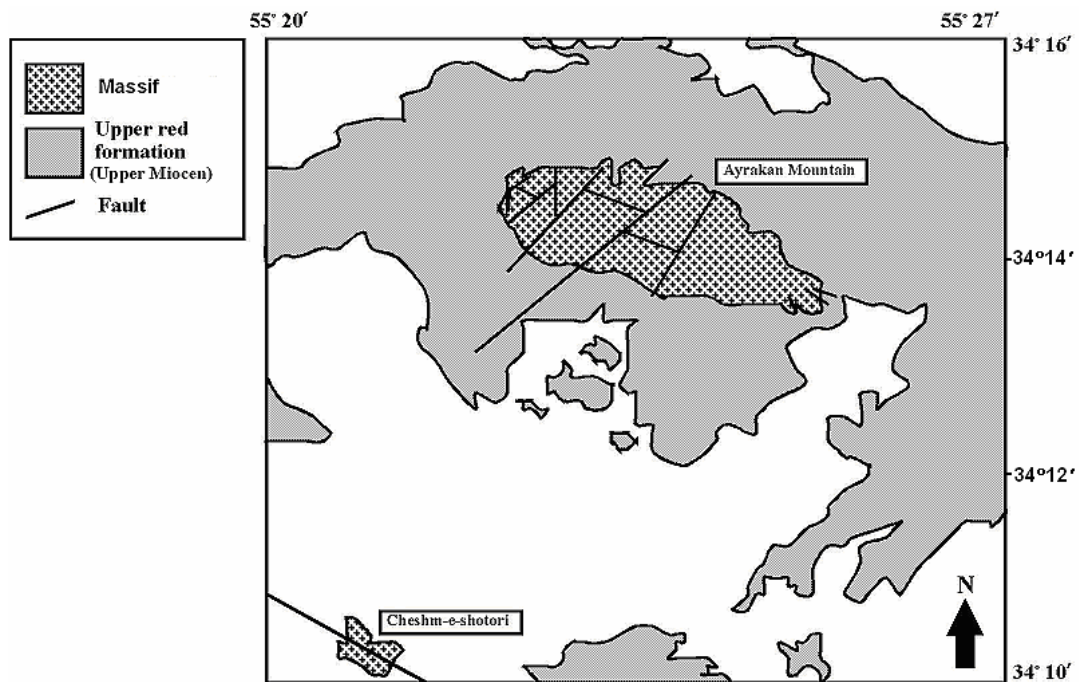 55° 20'
55° 27'
34° 16'
Massif
Upper red
formation
(Upper Miocen)
Fault
Ayrakan Mountain
34°14'
34°12'
N
Cheshm-e-shotori
34° 10'